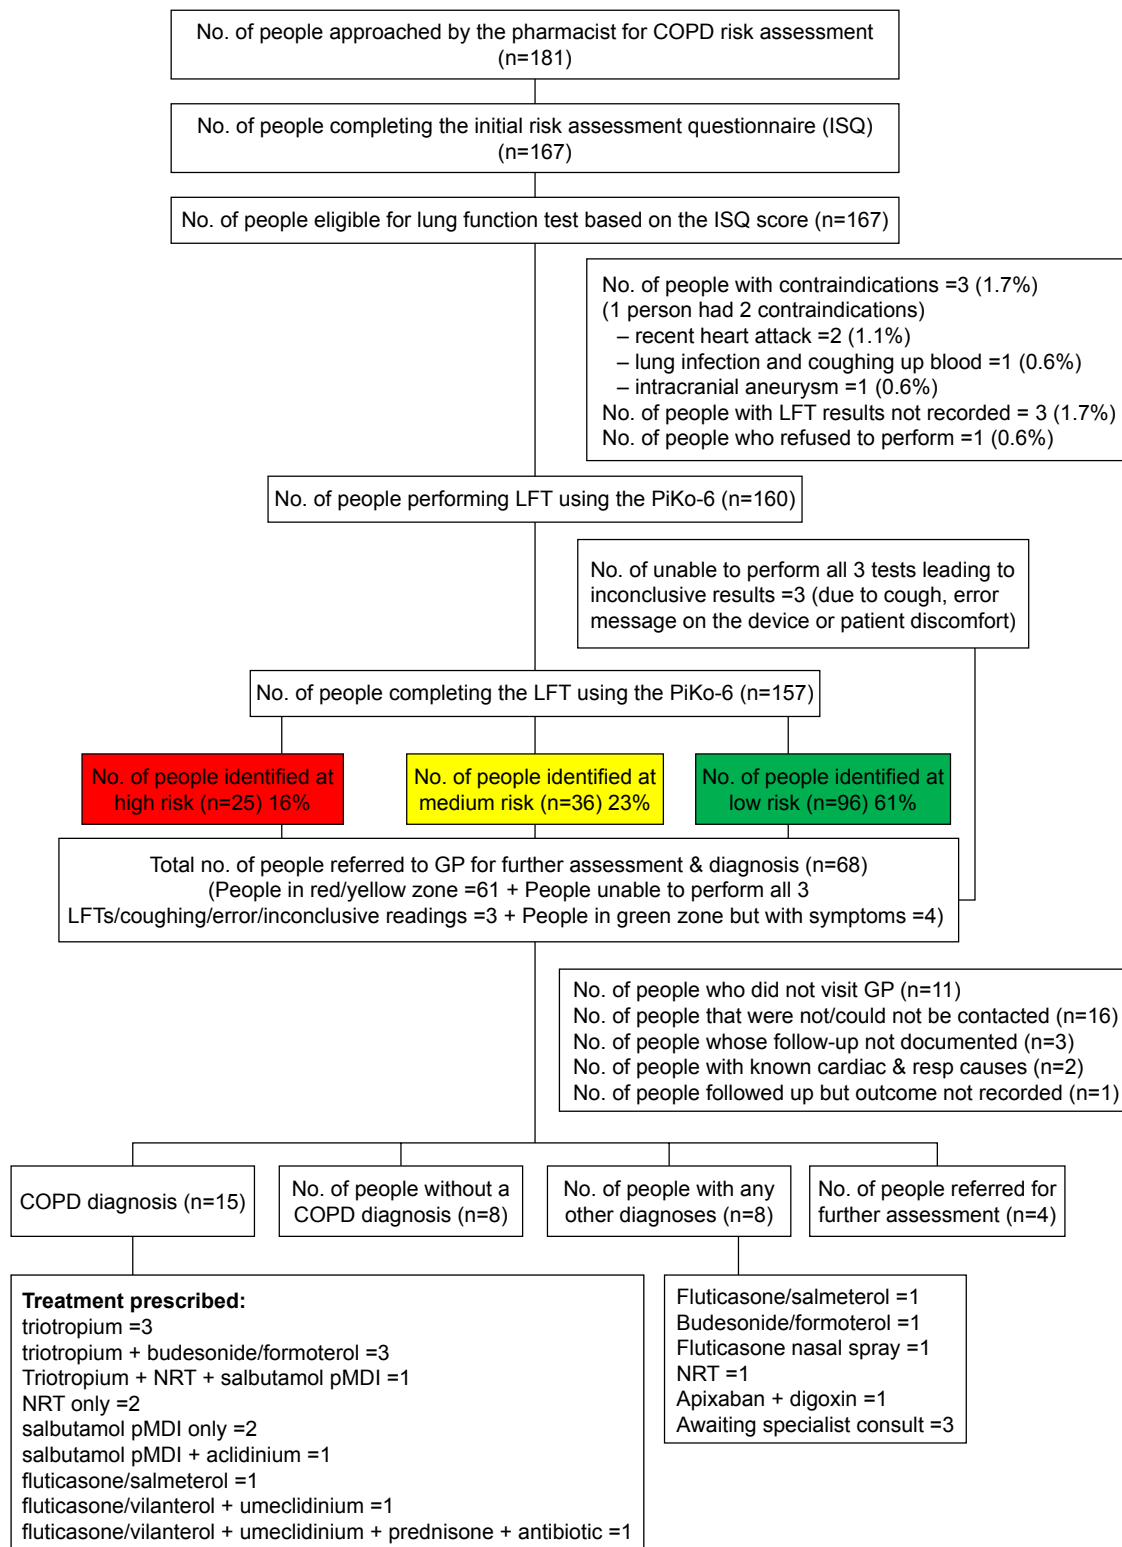 No. of people approached by the pharmacist for COPD risk assessment
(n=181)
No. of people completing the initial risk assessment questionnaire (ISQ)
(n=167)
No. of people eligible for lung function test based on the ISQ score (n=167)
No. of people with contraindications =3 (1.7%)
(1 person had 2 contraindications)
– recent heart attack =2 (1.1%)
– lung infection and coughing up blood =1 (0.6%)
– intracranial aneurysm =1 (0.6%)
No. of people with LFT results not recorded = 3 (1.7%)
No. of people who refused to perform =1 (0.6%)
No. of people performing LFT using the PiKo-6 (n=160)
No. of unable to perform all 3 tests leading to
inconclusive results =3 (due to cough, error
message on the device or patient discomfort)
No. of people completing the LFT using the PiKo-6 (n=157)
No. of people identified at
high risk (n=25) 16%
No. of people identified at
medium risk (n=36) 23%
No. of people identified at
low risk (n=96) 61%
Total no. of people referred to GP for further assessment & diagnosis (n=68)
(People in red/yellow zone =61 + People unable to perform all 3
LFTs/coughing/error/inconclusive readings =3 + People in green zone but with symptoms =4)
No. of people who did not visit GP (n=11)
No. of people that were not/could not be contacted (n=16)
No. of people whose follow-up not documented (n=3)
No. of people with known cardiac & resp causes (n=2)
No. of people followed up but outcome not recorded (n=1)
COPD diagnosis (n=15)
No. of people without a
COPD diagnosis (n=8)
No. of people with any
other diagnoses (n=8)
No. of people referred for
further assessment (n=4)
Treatment prescribed:
triotropium =3
triotropium + budesonide/formoterol =3
Triotropium + NRT + salbutamol pMDI =1
NRT only =2
salbutamol pMDI only =2
salbutamol pMDI + aclidinium =1
fluticasone/salmeterol =1
fluticasone/vilanterol + umeclidinium =1
fluticasone/vilanterol + umeclidinium + prednisone + antibiotic =1
Fluticasone/salmeterol =1
Budesonide/formoterol =1
Fluticasone nasal spray =1
NRT =1
Apixaban + digoxin =1
Awaiting specialist consult =3